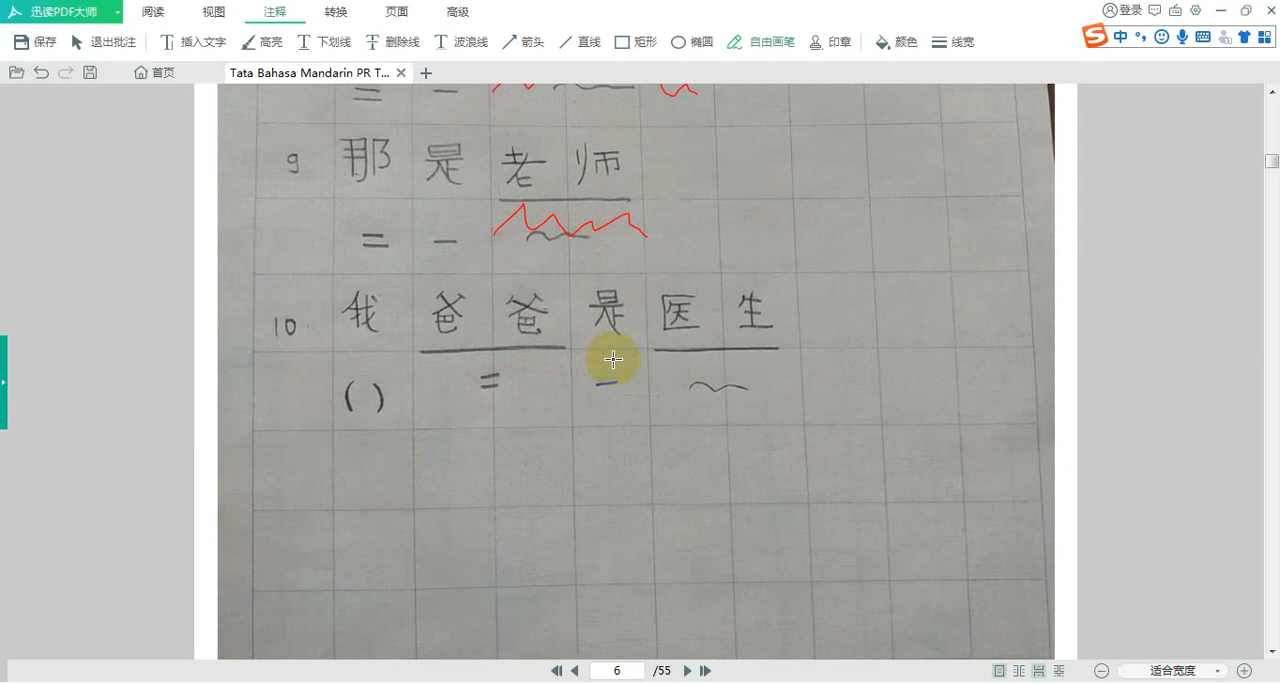 迅读PDF大师 阅读 视图 注释 转换 页面 高级 登录
保存 退出批注 插入文字 高亮 下划线 删除线 波浪线 箭头 直线 矩形 椭圆 自由画笔 印章 颜色 线宽 中
首页 Tata Bahasa Mandarin PR T...
9 那是老师
10 我爸爸是医生
( )
6 /55 适合宽度